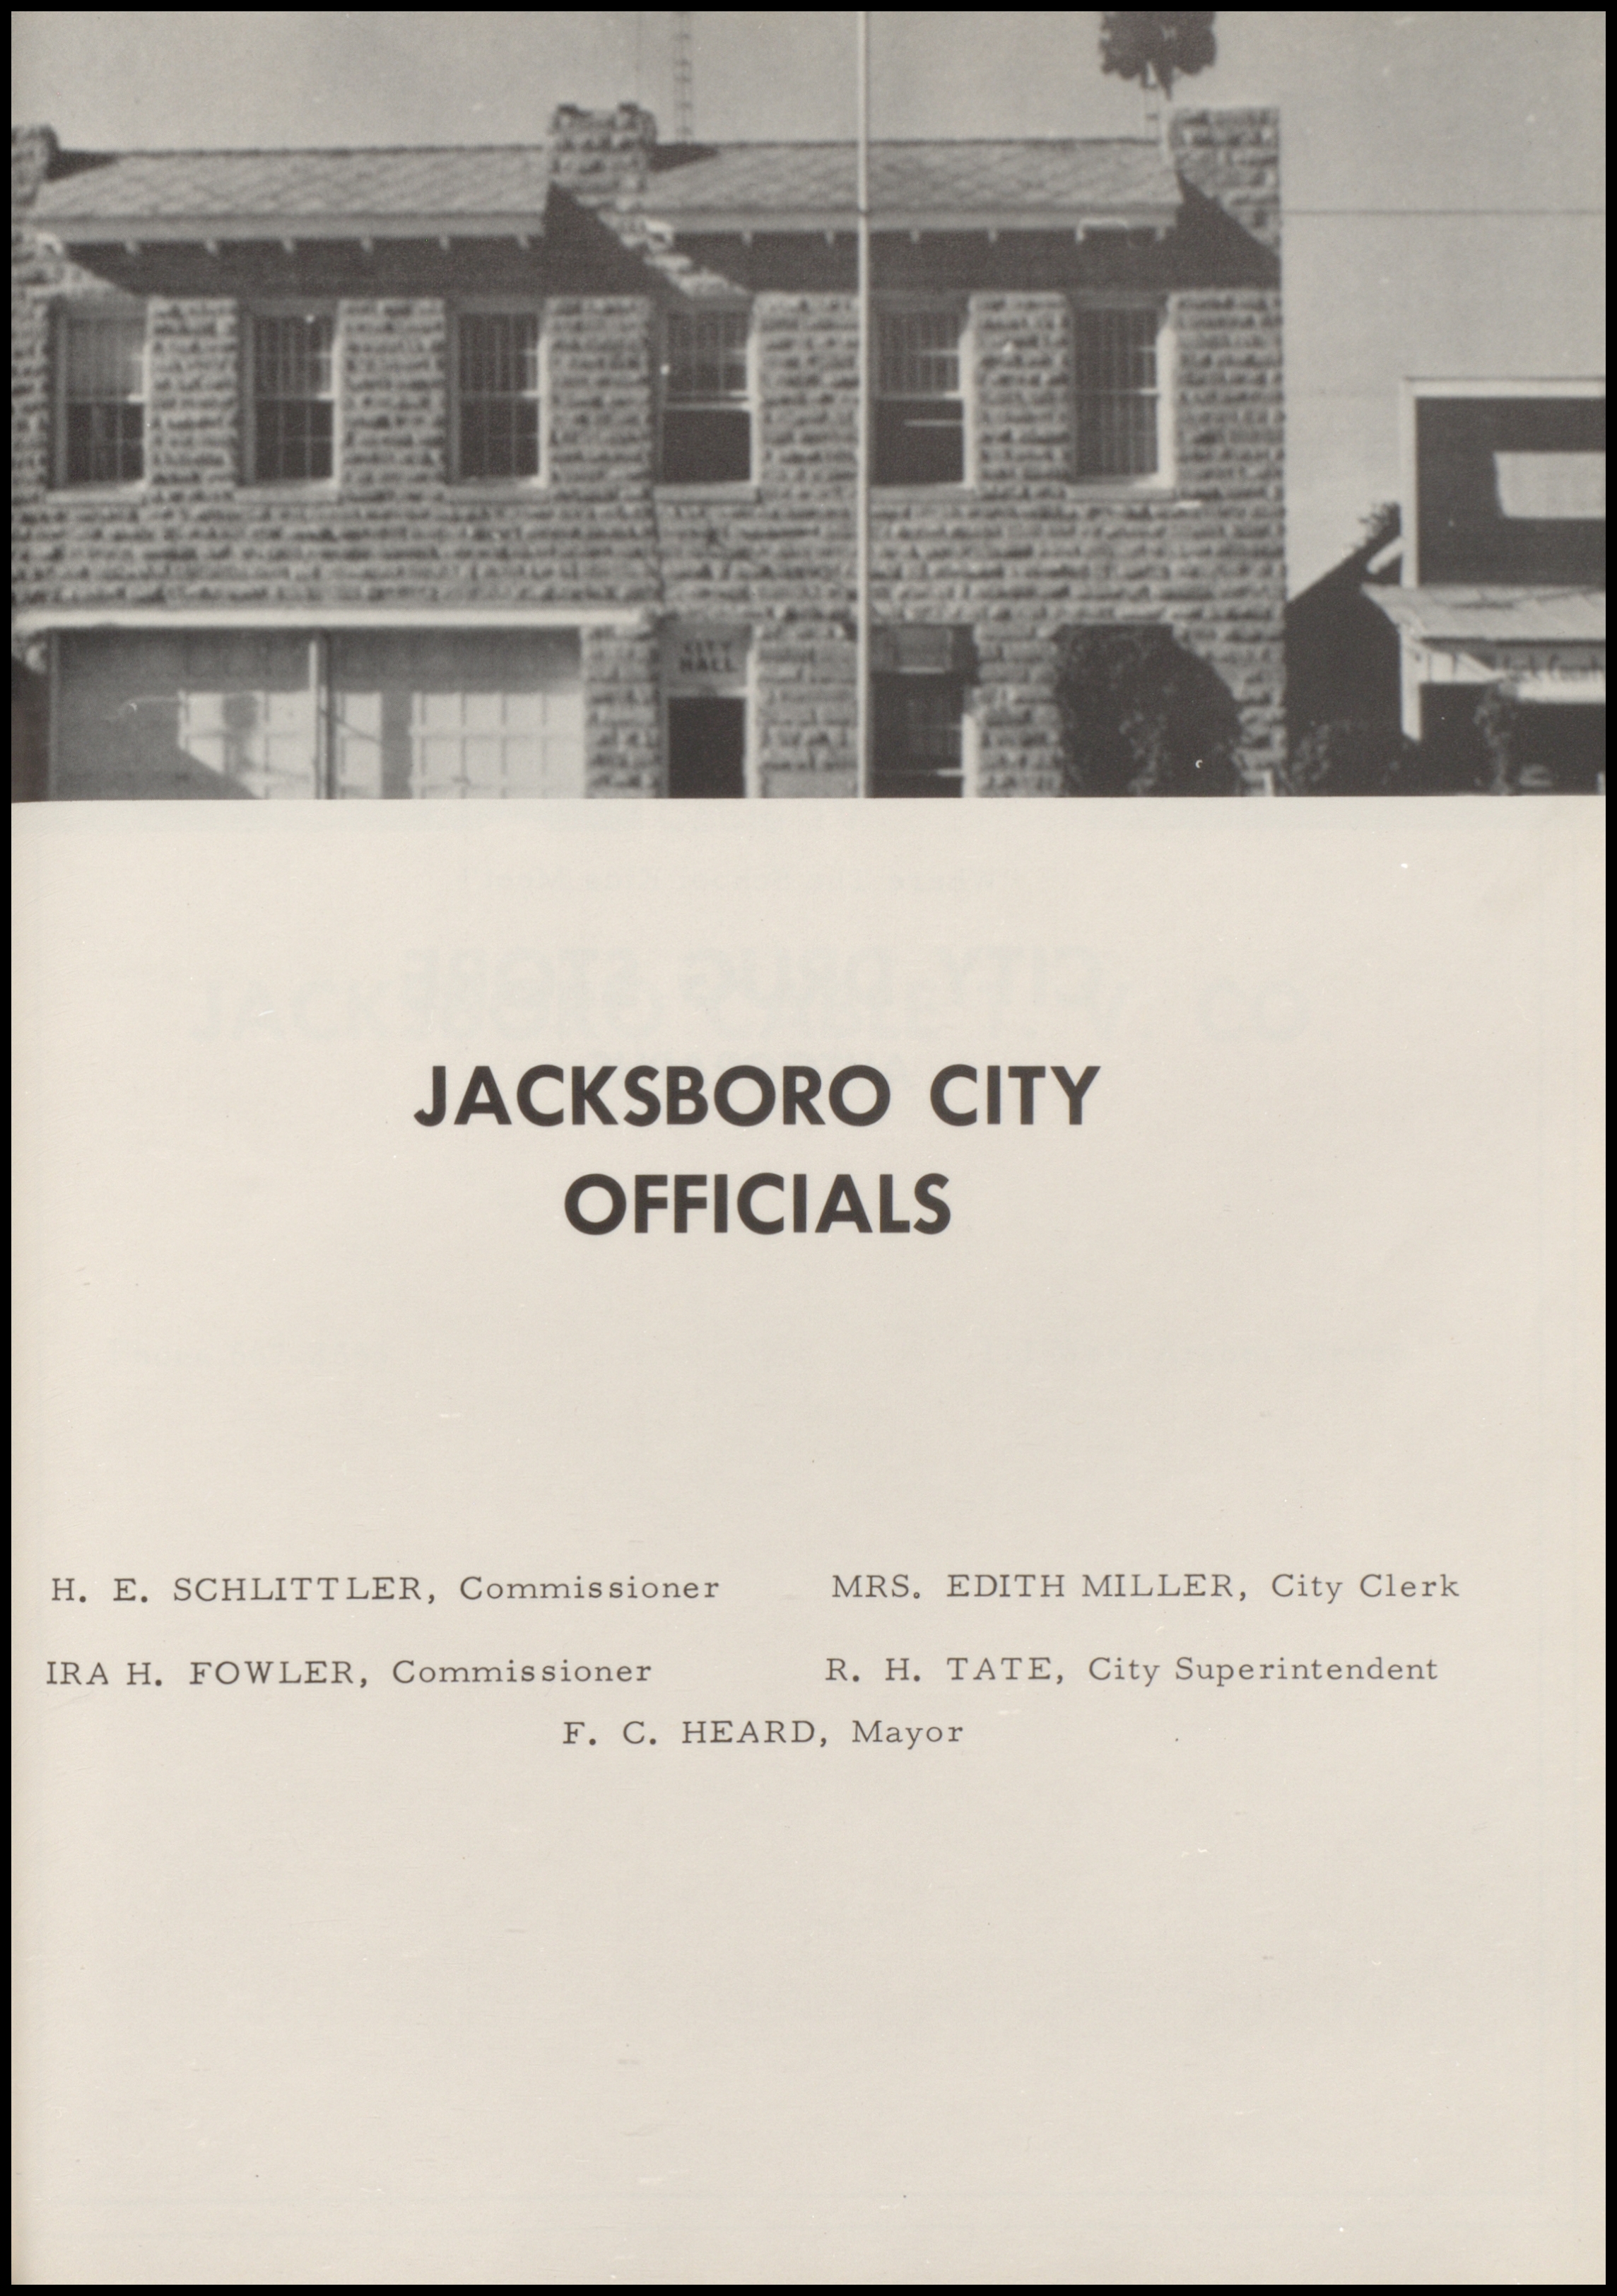 CITY
HALL
JACKSBORO CITY
OFFICIALS
H. E. SCHLITTLER, Commissioner
MRS. EDITH MILLER, City Clerk
IRA H. FOWLER, Commissioner
R. H. TATE, City Superintendent
F. C. HEARD, Mayor